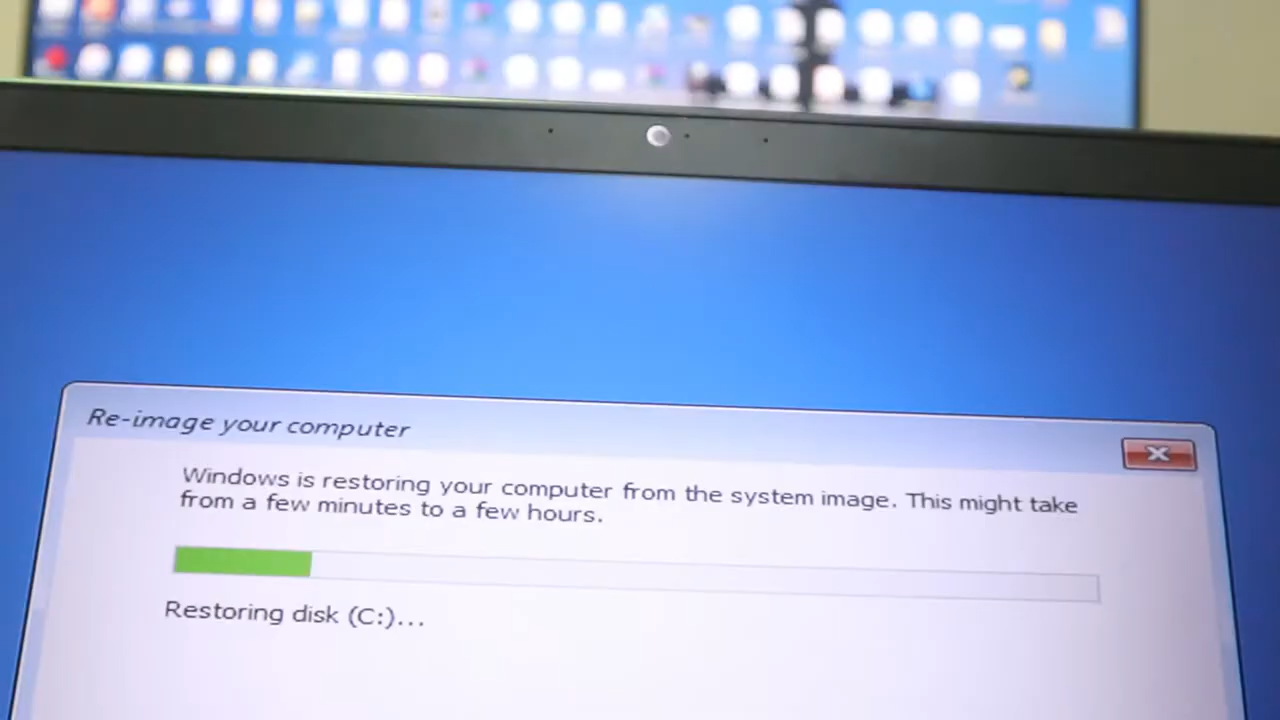 Re-image your computer
Windows is restoring your computer from the system image. This might take
from a few minutes to a few hours.
Restoring disk (C:)...